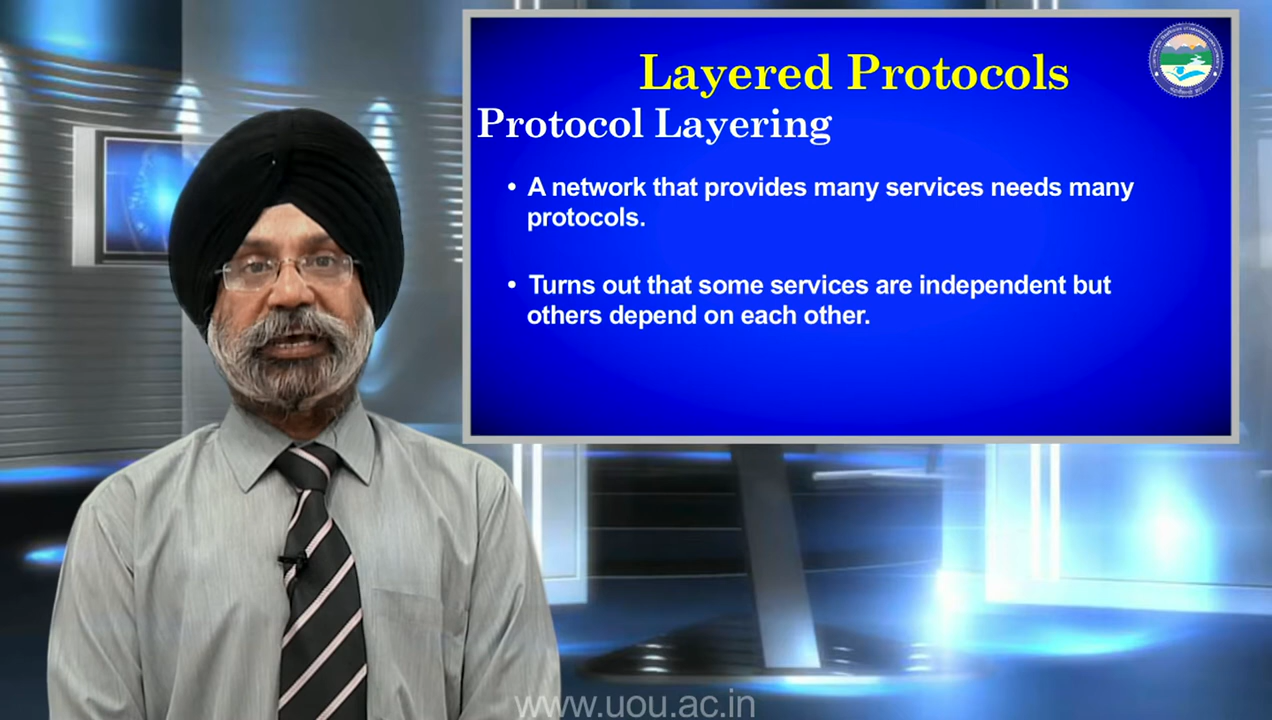 Layered Protocols
Protocol Layering
• A network that provides many services needs many
protocols.
• Turns out that some services are independent but
others depend on each other.
www.uou.ac.in